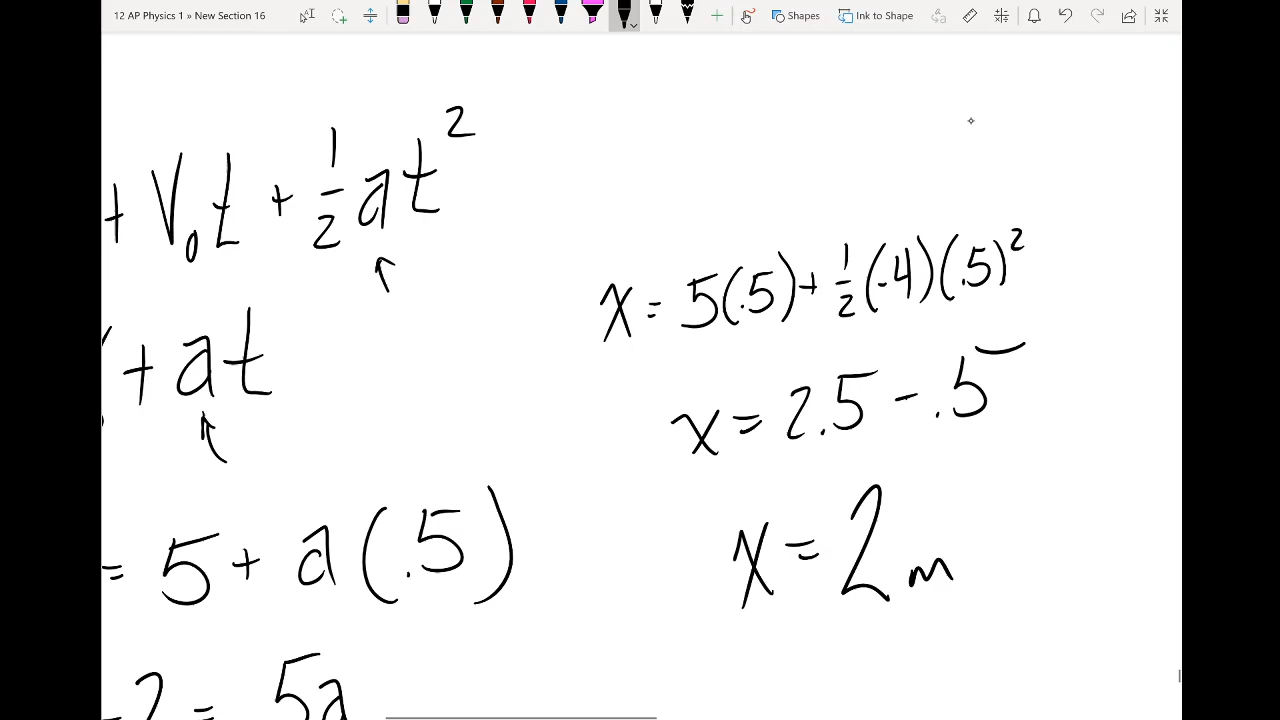 12 AP Physics 1 » New Section 16
Shapes
Ink to Shape
+ V₀t + ½at²
+ at
= 5 + a(.5)
-2 = .5a
x = 5(.5) + ½(-4)(.5)²
x = 2.5 - .5
x = 2m